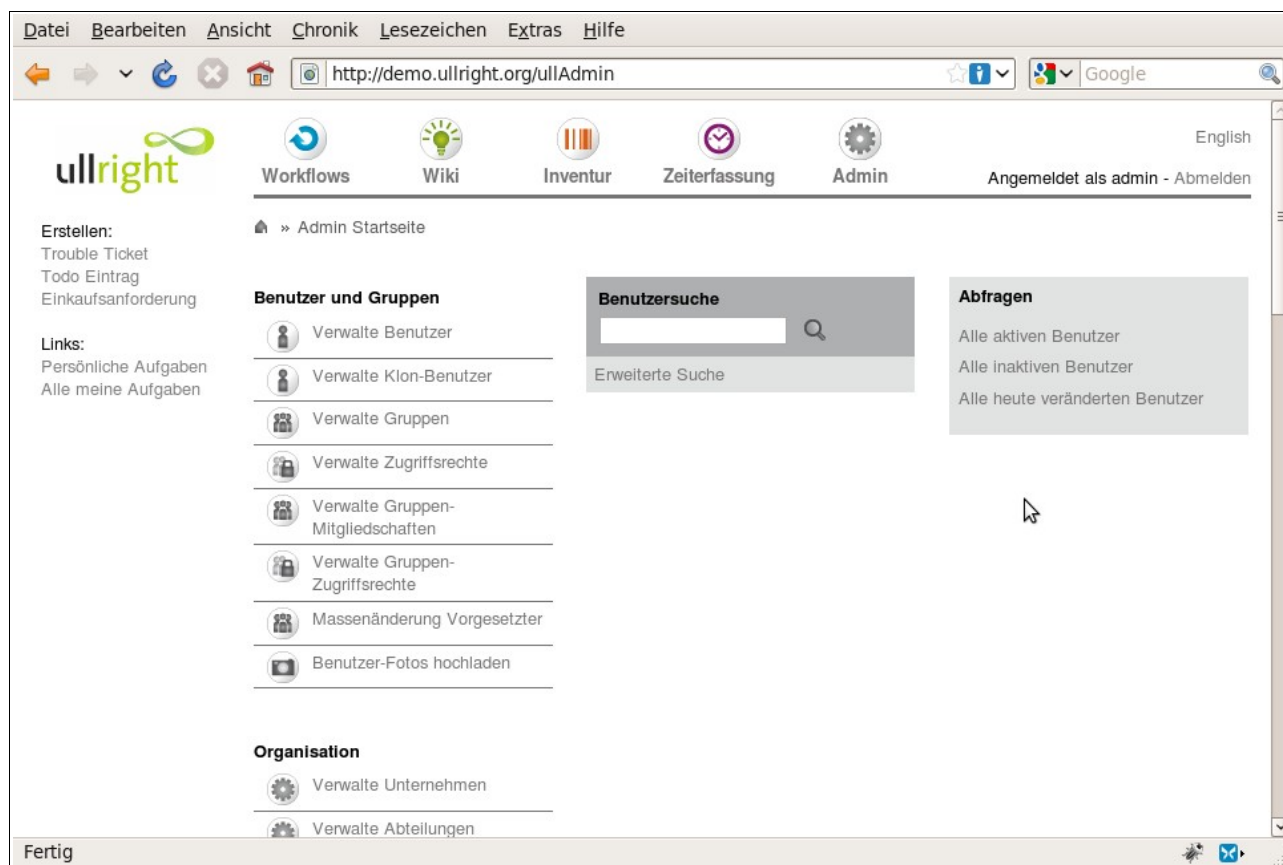 Datei Bearbeiten Ansicht Chronik Lesezeichen Extras Hilfe
http://demo.ullright.org/ullAdmin
Google
ullright
Workflows
Wiki
Inventur
Zeiterfassung
Admin
English
Angemeldet als admin - Abmelden
Erstellen:
Trouble Ticket
Todo Eintrag
Einkaufsanforderung
Links:
Persönliche Aufgaben
Alle meine Aufgaben
» Admin Startseite
Benutzer und Gruppen
Verwalte Benutzer
Verwalte Klon-Benutzer
Verwalte Gruppen
Verwalte Zugriffsrechte
Verwalte Gruppen-
Mitgliedschaften
Verwalte Gruppen-
Zugriffsrechte
Massenänderung Vorgesetzter
Benutzer-Fotos hochladen
Organisation
Verwalte Unternehmen
Verwalte Abteilungen
Benutzersuche
Erweiterte Suche
Abfragen
Alle aktiven Benutzer
Alle inaktiven Benutzer
Alle heute veränderten Benutzer
Fertig